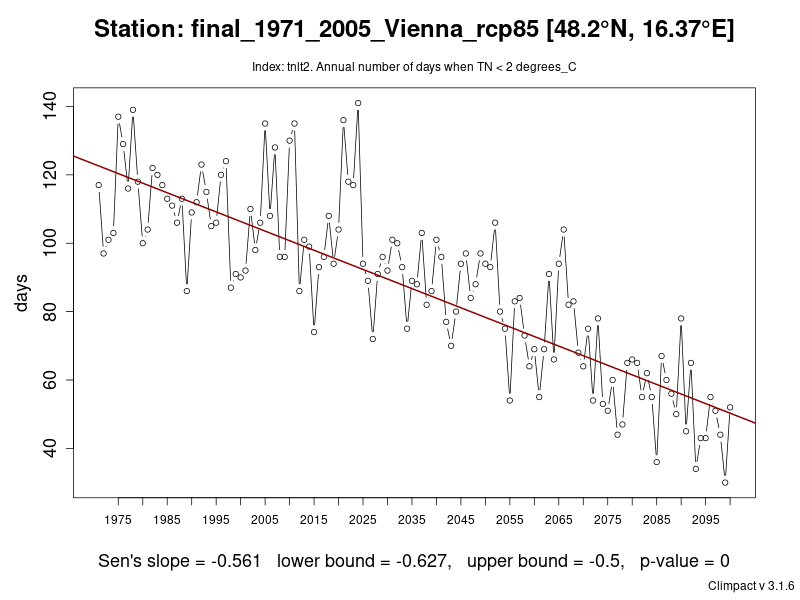 Station: final_1971_2005_Vienna_rcp85 [48.2°N, 16.37°E]
Index: tnlt2. Annual number of days when TN < 2 degrees_C
140
120
100
80
60
40
days
1975 1985 1995 2005 2015 2025 2035 2045 2055 2065 2075 2085 2095
Sen's slope = -0.561 lower bound = -0.627, upper bound = -0.5, p-value = 0
Climpact v 3.1.6